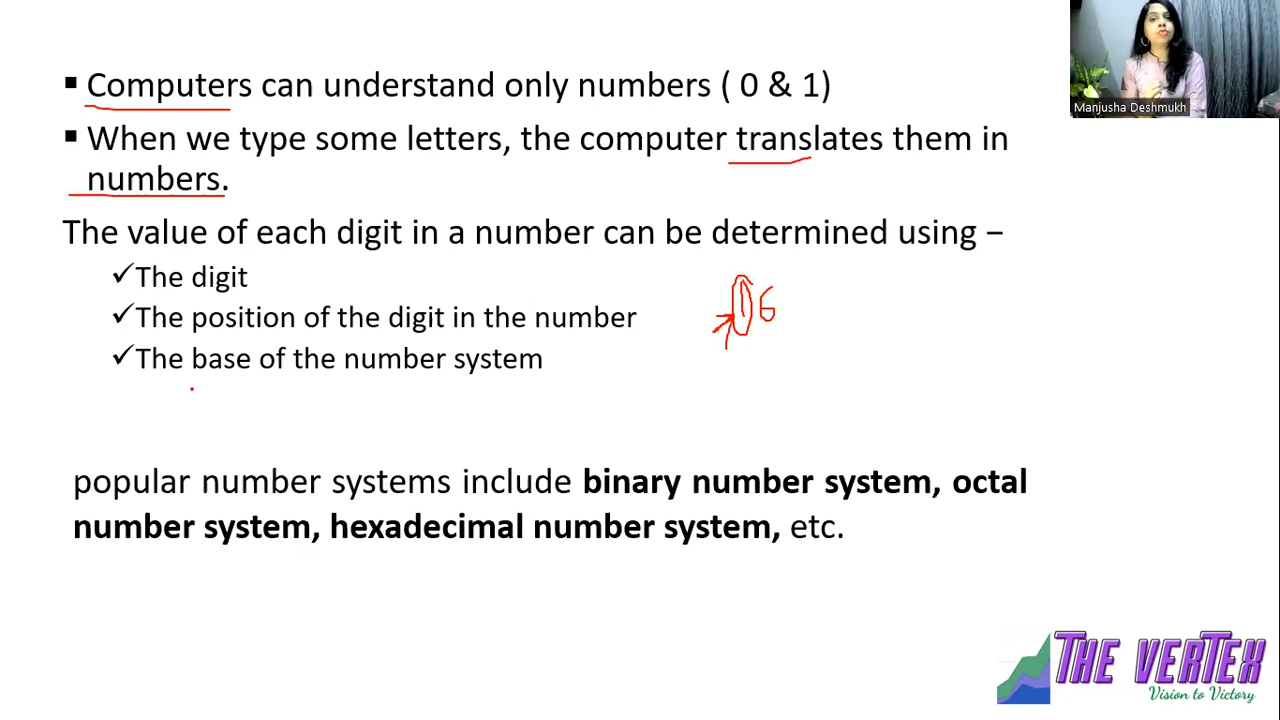 ▪ Computers can understand only numbers ( 0 & 1)
▪ When we type some letters, the computer translates them in
numbers.
The value of each digit in a number can be determined using −
✓The digit
✓The position of the digit in the number
✓The base of the number system
16
popular number systems include binary number system, octal
number system, hexadecimal number system, etc.
Manjusha Deshmukh
THE VERTEX
Vision to Victory